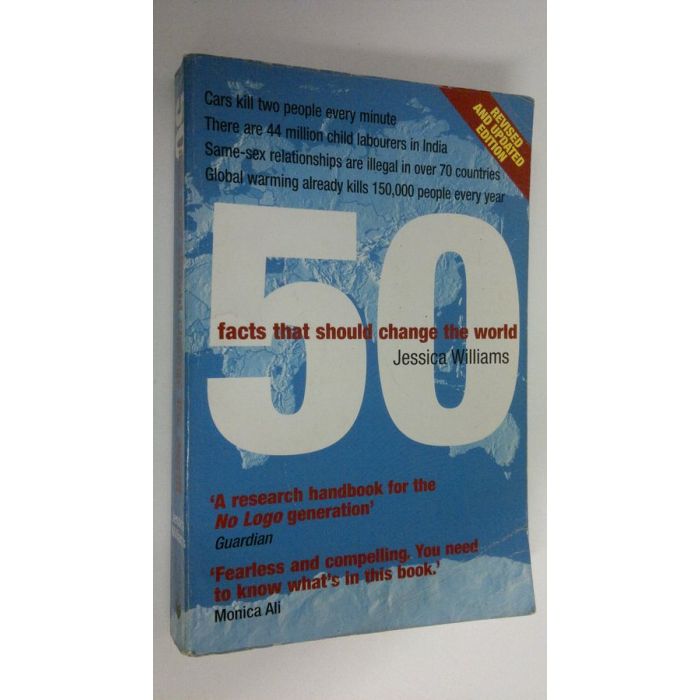 Cars kill two people every minute
There are 44 million child labourers in India
Same-sex relationships are illegal in over 70 countries
Global warming already kills 150,000 people every year
REVISED
AND UPDATED
EDITION
50
facts that should change the world
Jessica Williams
‘A research handbook for the
No Logo generation’
Guardian
‘Fearless and compelling. You need
to know what’s in this book.’
Monica Ali
50